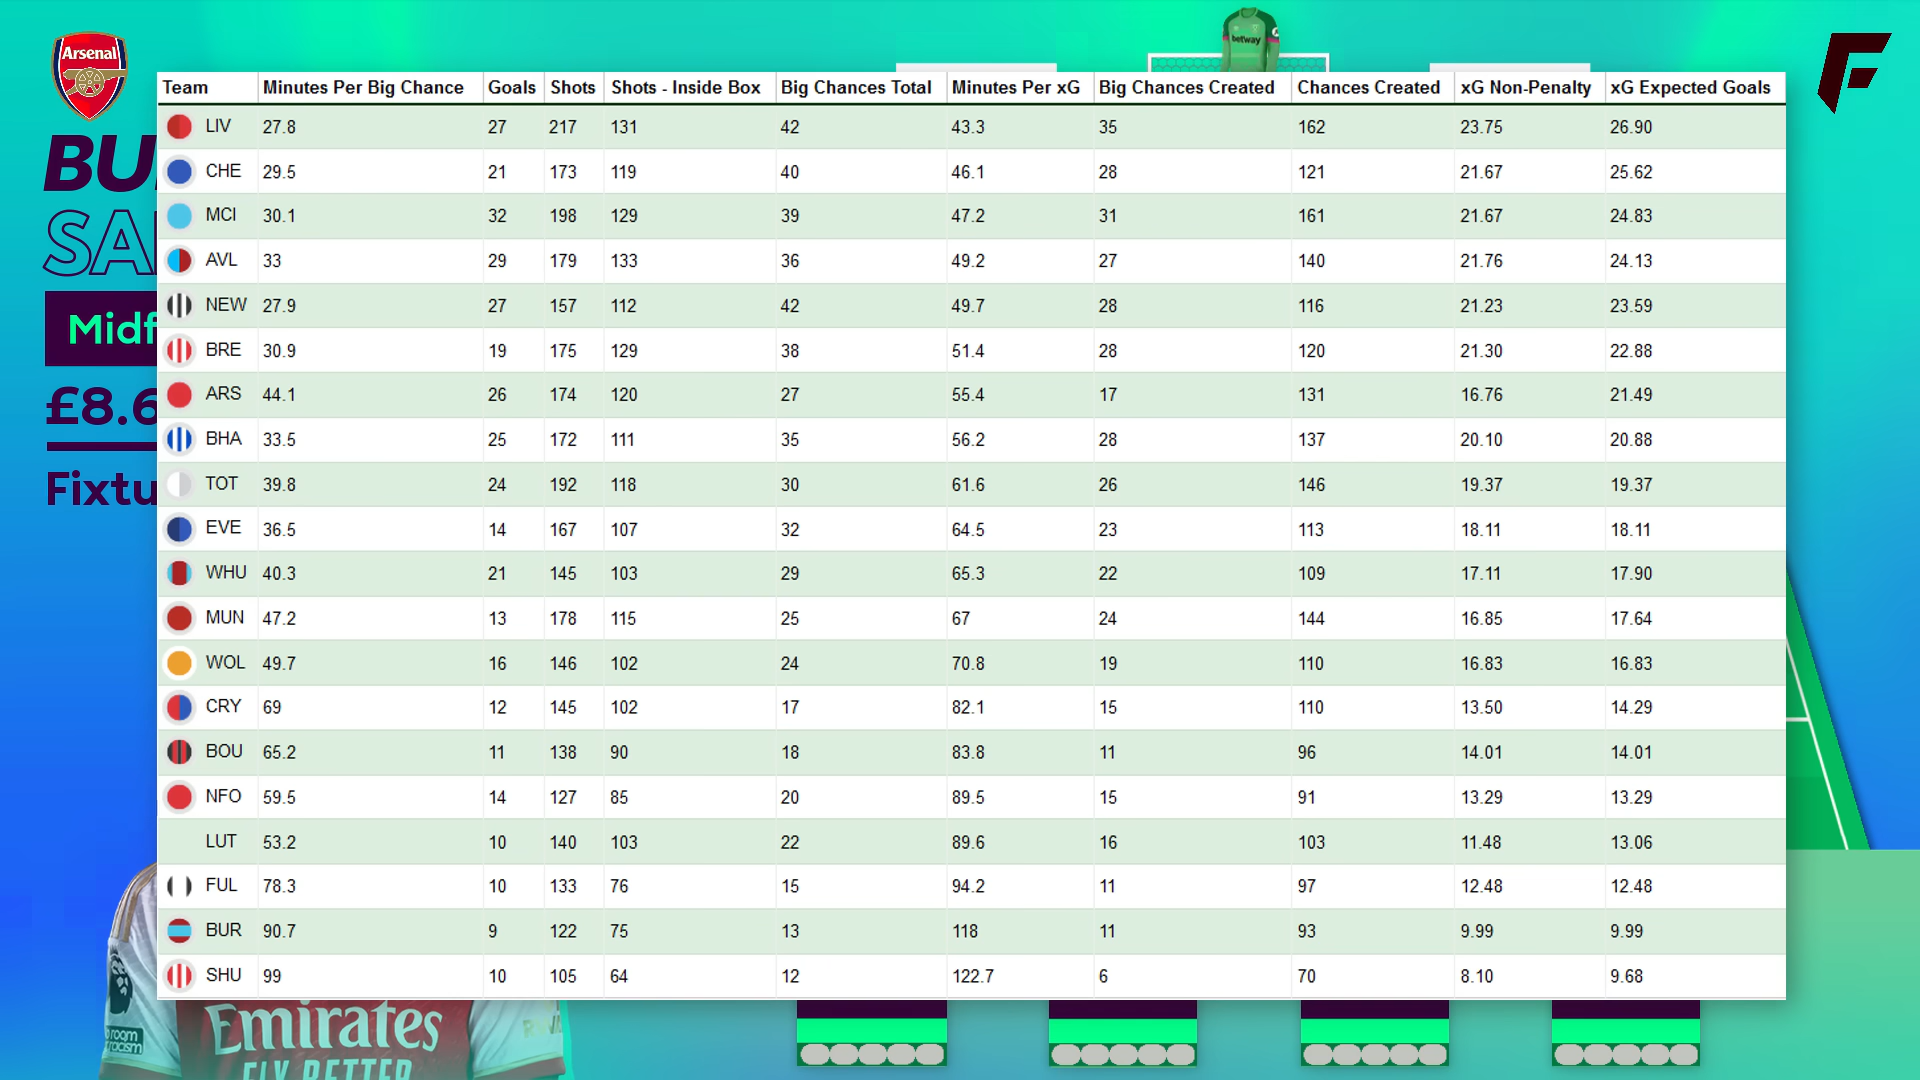 Arsenal
betway
BU
SA
Midf
£8.6
Fixtu
Team Minutes Per Big Chance Goals Shots Shots - Inside Box Big Chances Total Minutes Per xG Big Chances Created Chances Created xG Non-Penalty xG Expected Goals
LIV 27.8 27 217 131 42 43.3 35 162 23.75 26.90
CHE 29.5 21 173 119 40 46.1 28 121 21.67 25.62
MCI 30.1 32 198 129 39 47.2 31 161 21.67 24.83
AVL 33 29 179 133 36 49.2 27 140 21.76 24.13
NEW 27.9 27 157 112 42 49.7 28 116 21.23 23.59
BRE 30.9 19 175 129 38 51.4 28 120 21.30 22.88
ARS 44.1 26 174 120 27 55.4 17 131 16.76 21.49
BHA 33.5 25 172 111 35 56.2 28 137 20.10 20.88
TOT 39.8 24 192 118 30 61.6 26 146 19.37 19.37
EVE 36.5 14 167 107 32 64.5 23 113 18.11 18.11
WHU 40.3 21 145 103 29 65.3 22 109 17.11 17.90
MUN 47.2 13 178 115 25 67 24 144 16.85 17.64
WOL 49.7 16 146 102 24 70.8 19 110 16.83 16.83
CRY 69 12 145 102 17 82.1 15 110 13.50 14.29
BOU 65.2 11 138 90 18 83.8 11 96 14.01 14.01
NFO 59.5 14 127 85 20 89.5 15 91 13.29 13.29
LUT 53.2 10 140 103 22 89.6 16 103 11.48 13.06
FUL 78.3 10 133 76 15 94.2 11 97 12.48 12.48
BUR 90.7 9 122 75 13 118 11 93 9.99 9.99
SHU 99 10 105 64 12 122.7 6 70 8.10 9.68
Emirates
FLY BETTER
room
racism